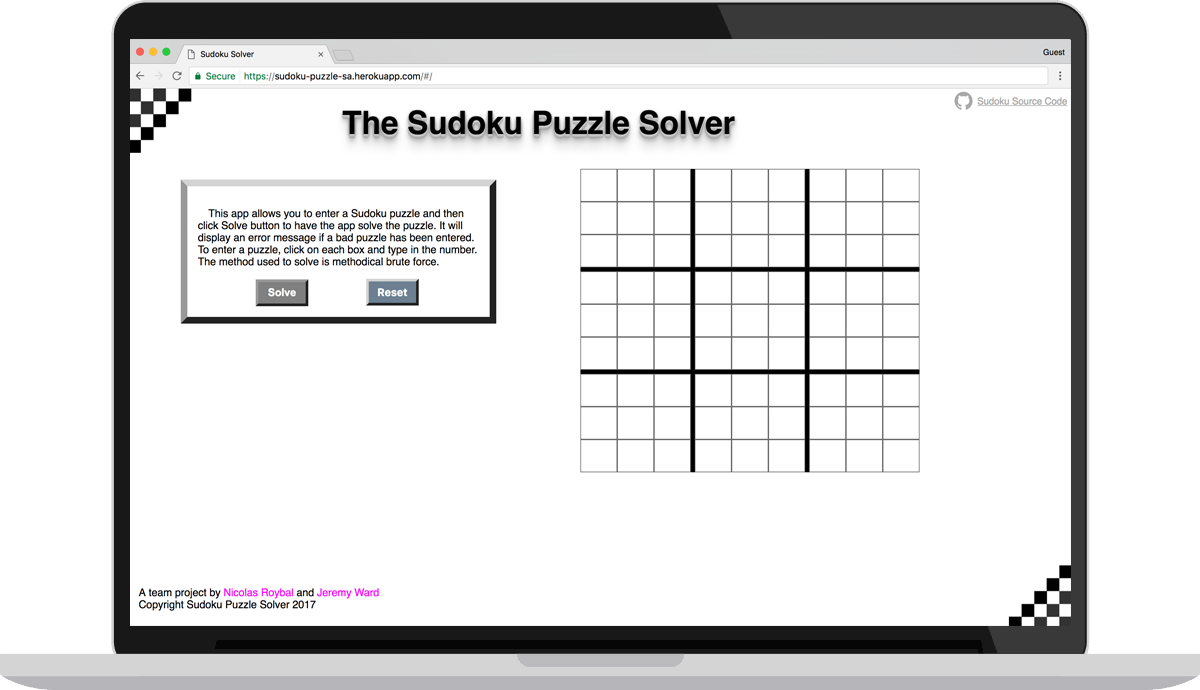 Sudoku Solver
Guest
Secure https://sudoku-puzzle-sa.herokuapp.com/#/
Sudoku Source Code
The Sudoku Puzzle Solver
This app allows you to enter a Sudoku puzzle and then
click Solve button to have the app solve the puzzle. It will
display an error message if a bad puzzle has been entered.
To enter a puzzle, click on each box and type in the number.
The method used to solve is methodical brute force.
Solve Reset
A team project by Nicolas Roybal and Jeremy Ward
Copyright Sudoku Puzzle Solver 2017